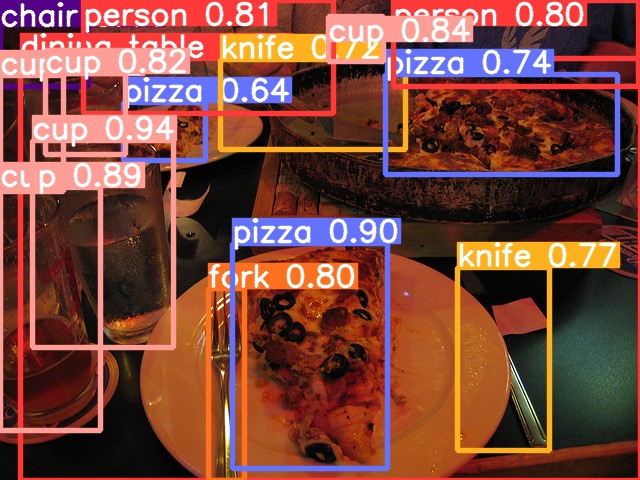 chair
person 0.81
person 0.80
dining table
knife 0.72
cup 0.84
cup
cup 0.82
pizza 0.64
pizza 0.74
cup 0.94
cup 0.89
pizza 0.90
knife 0.77
fork 0.80